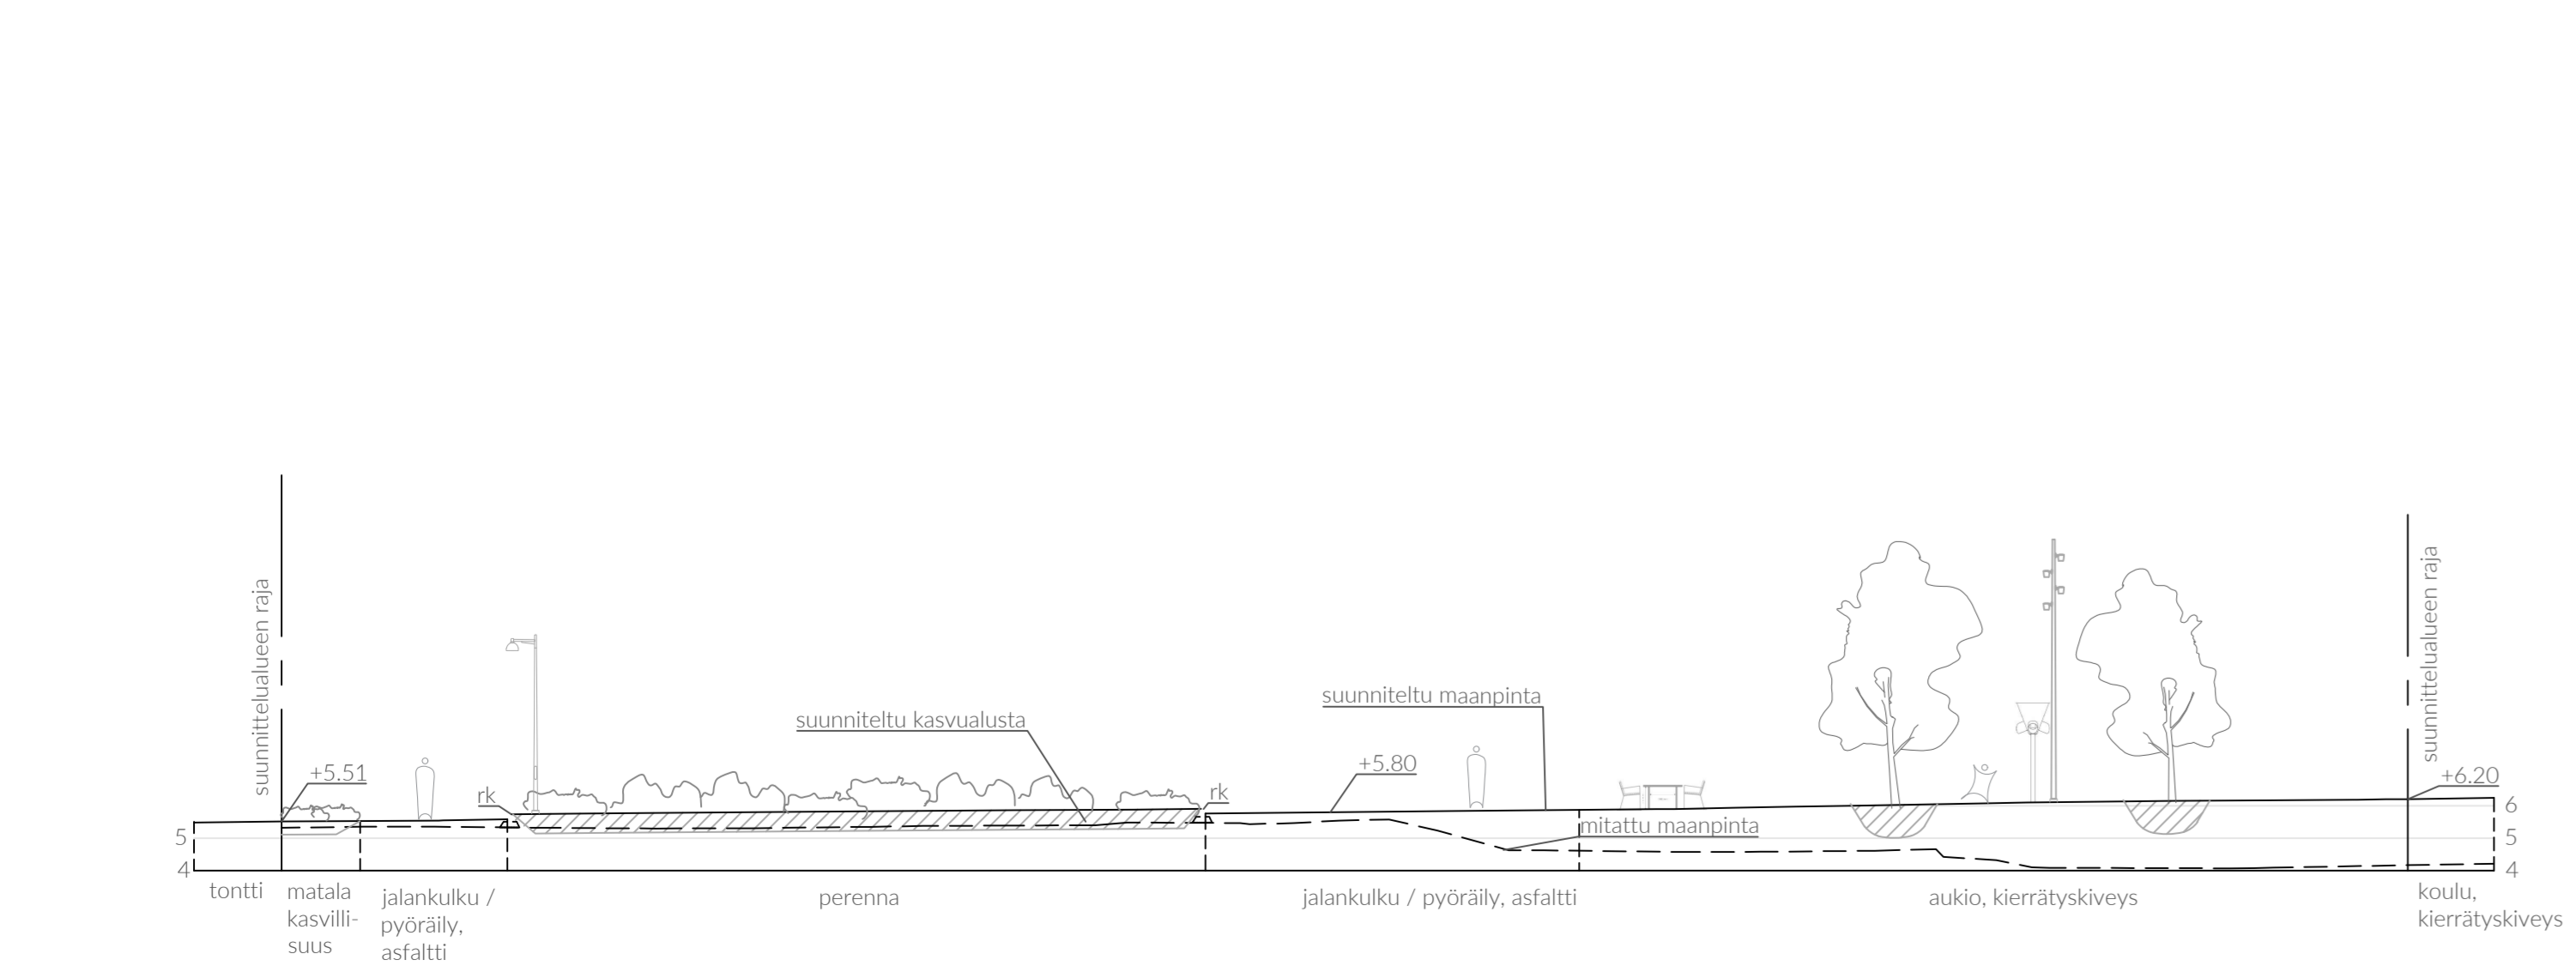 suunnittelualueen raja
suunnittelualueen raja
suunniteltu maanpinta
suunniteltu kasvualusta
+5.80
+5.51
+6.20
rk
rk
6
mitattu maanpinta
5
5
4
4
tontti
matala
kasvilli-
suus
jalankulku /
pyöräily,
asfaltti
perenna
jalankulku / pyöräily, asfaltti
aukio, kierrätyskiveys
koulu,
kierrätyskiveys